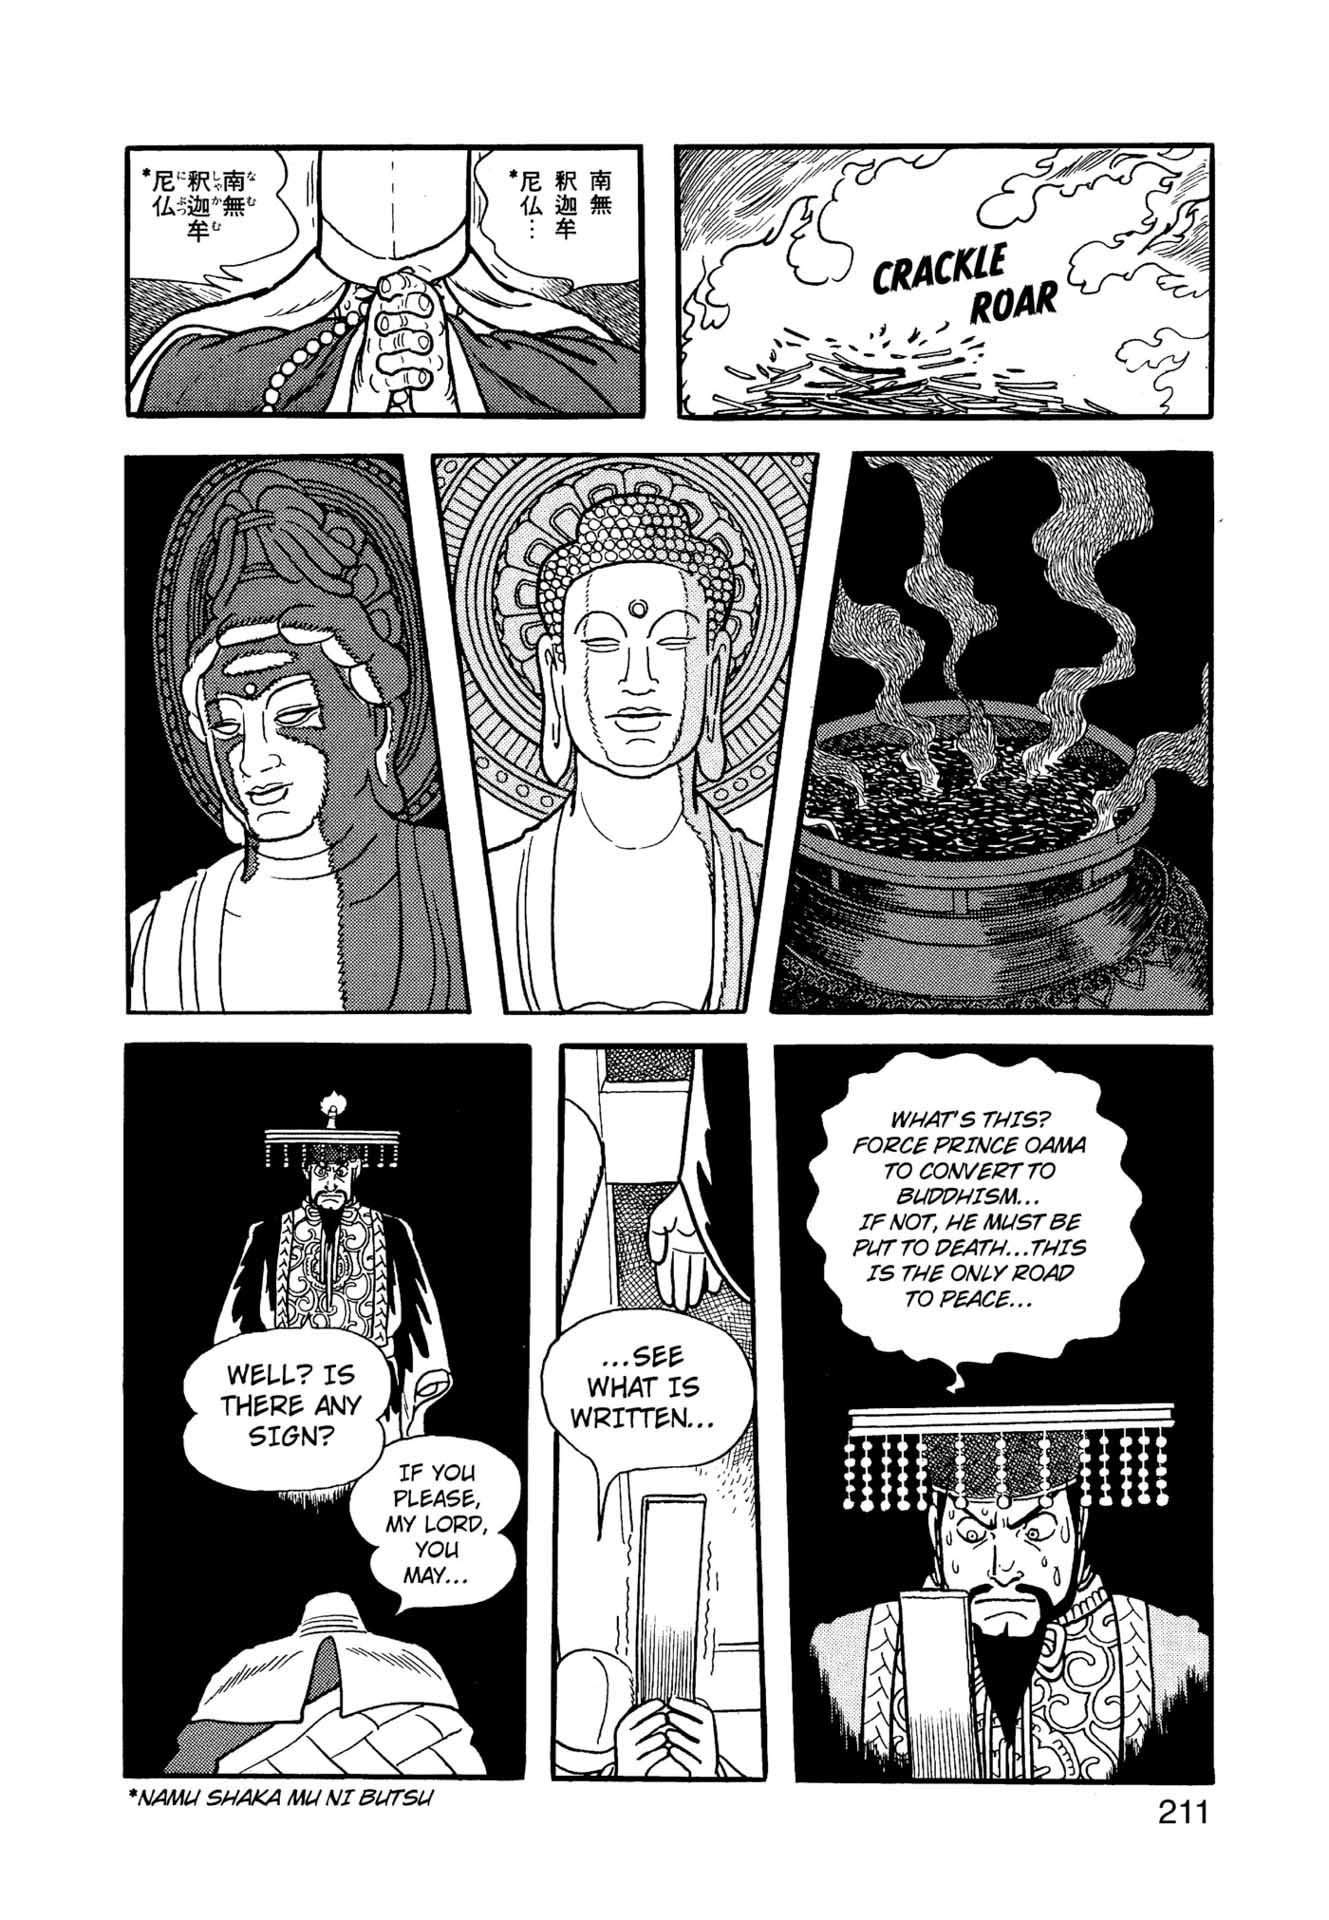 南無
釈迦牟
*尼仏…
南無
なむ
釈迦牟
しゃかむ
*尼仏
にぶつ
CRACKLE
ROAR
WELL? IS
THERE ANY
SIGN?
IF YOU
PLEASE,
MY LORD,
YOU
MAY...
...SEE
WHAT IS
WRITTEN...
WHAT'S THIS?
FORCE PRINCE OAMA
TO CONVERT TO
BUDDHISM...
IF NOT, HE MUST BE
PUT TO DEATH...THIS
IS THE ONLY ROAD
TO PEACE...
*NAMU SHAKA MU NI BUTSU
211